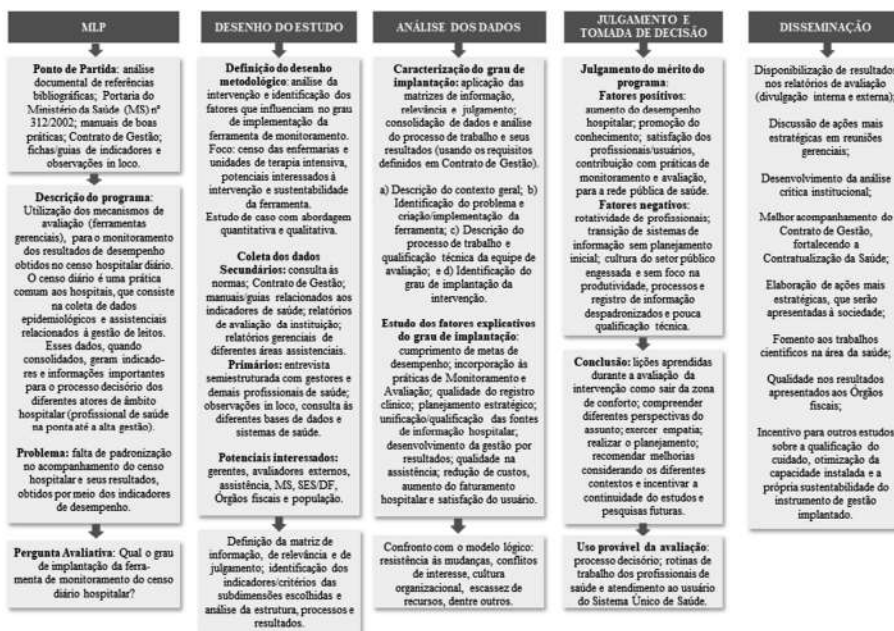 MLP
Ponto de Partida: análise
documental de referências
bibliográficas; Portaria do
Ministério da Saúde (MS) nº
312/2002; manuais de boas
práticas; Contrato de Gestão;
fichas/guias de indicadores e
observações in loco.
Descrição do programa:
Utilização dos mecanismos de
avaliação (ferramentas
gerenciais), para o monitoramento
dos resultados de desempenho
obtidos no censo hospitalar diário.
O censo diário é uma prática
comum aos hospitais, que consiste
na coleta de dados
epidemiológicos e assistenciais
relacionados à gestão de leitos.
Esses dados, quando
consolidados, geram indicado-
res e informações importantes
para o processo decisório dos
diferentes atores de âmbito
hospitalar (profissional de saúde
na ponta até a alta gestão).
Problema: falta de padronização
no acompanhamento do censo
hospitalar e seus resultados,
obtidos por meio dos indicadores
de desempenho.
Pergunta Avaliativa: Qual o grau
de implantação da ferra-
menta de monitoramento do censo
diário hospitalar?
DESENHO DO ESTUDO
Definição do desenho
metodológico: análise da
intervenção e identificação dos
fatores que influenciam no grau
de implementação da
ferramenta de monitoramento.
Foco: censo das enfermarias e
unidades de terapia intensiva,
potenciais interessados à
intervenção e sustentabilidade
da ferramenta.
Estudo de caso com abordagem
quantitativa e qualitativa.
Coleta dos dados
Secundários: consulta às
normas; Contrato de Gestão;
manuais/guias relacionados aos
indicadores de saúde; relatórios
de avaliação da instituição;
relatórios gerenciais de
diferentes áreas assistenciais.
Primários: entrevista
semiestruturada com gestores e
demais profissionais de saúde;
observações in loco, consulta às
diferentes bases de dados e
sistemas de saúde.
Potenciais interessados:
gerentes, avaliadores externos,
assistência, MS, SES/DF,
Órgãos fiscais e população.
Definição da matriz de
informação, de relevância e de
julgamento; identificação dos
indicadores/critérios das
subdimensões escolhidas e
análise da estrutura, processos e
resultados.
ANÁLISE DOS DADOS
Caracterização do grau de
implantação: aplicação das
matrizes de informação,
relevância e julgamento;
consolidação de dados e análise
do processo de trabalho e seus
resultados (usando os requisitos
definidos em Contrato de Gestão).
a) Descrição do contexto geral; b)
Identificação do problema e
criação/implementação da
ferramenta; c) Descrição do
processo de trabalho e
qualificação técnica da equipe de
avaliação; e d) Identificação do
grau de implantação da
intervenção.
Estudo dos fatores explicativos
do grau de implantação:
cumprimento de metas de
desempenho; incorporação às
práticas de Monitoramento e
Avaliação; qualidade do registro
clínico; planejamento estratégico;
unificação/qualificação das fontes
de informação hospitalar;
desenvolvimento da gestão por
resultados; qualidade na
assistência; redução de custos,
aumento do faturamento
hospitalar e satisfação do usuário.
Confronto com o modelo lógico:
resistência às mudanças, conflitos
de interesse, cultura
organizacional, escassez de
recursos, dentre outros.
JULGAMENTO E
TOMADA DE DECISÃO
Julgamento do mérito do
programa:
Fatores positivos:
aumento do desempenho
hospitalar; promoção do
conhecimento; satisfação dos
profissionais/usuários,
contribuição com práticas de
monitoramento e avaliação,
para a rede pública de saúde.
Fatores negativos:
rotatividade de profissionais;
transição de sistemas de
informação sem planejamento
inicial; cultura do setor público
engessada e sem foco na
produtividade, processos e
registro de informação
despadronizados e pouca
qualificação técnica.
Conclusão: lições aprendidas
durante a avaliação da
intervenção como sair da zona
de conforto; compreender
diferentes perspectivas do
assunto; exercer empatia;
realizar o planejamento;
recomendar melhorias
considerando os diferentes
contextos e incentivar a
continuidade do estudos e
pesquisas futuras.
Uso provável da avaliação:
processo decisório; rotinas de
trabalho dos profissionais de
saúde e atendimento ao usuário
do Sistema Único de Saúde.
DISSEMINAÇÃO
Disponibilização de resultados
nos relatórios de avaliação
(divulgação interna e externa);
Discussão de ações mais
estratégicas em reuniões
gerenciais;
Desenvolvimento da análise
crítica institucional;
Melhor acompanhamento do
Contrato de Gestão,
fortalecendo a
Contratualização da Saúde;
Elaboração de ações mais
estratégicas, que serão
apresentadas à sociedade;
Fomento aos trabalhos
científicos na área da saúde;
Qualidade nos resultados
apresentados aos Órgãos
fiscais;
Incentivo para outros estudos
sobre a qualificação do
cuidado, otimização da
capacidade instalada e a
própria sustentabilidade do
instrumento de gestão
implantado.